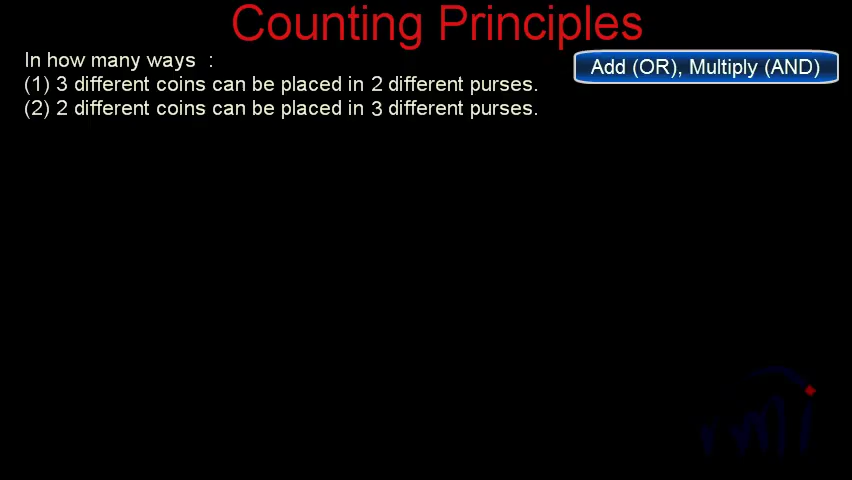 Counting Principles
In how many ways :
Add (OR), Multiply (AND)
(1) 3 different coins can be placed in 2 different purses.
(2) 2 different coins can be placed in 3 different purses.